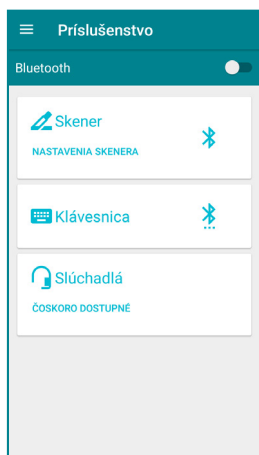 Príslušenstvo
Bluetooth
Skener
NASTAVENIA SKENERA
Klávesnica
Slúchadlá
ČOSKORO DOSTUPNÉ